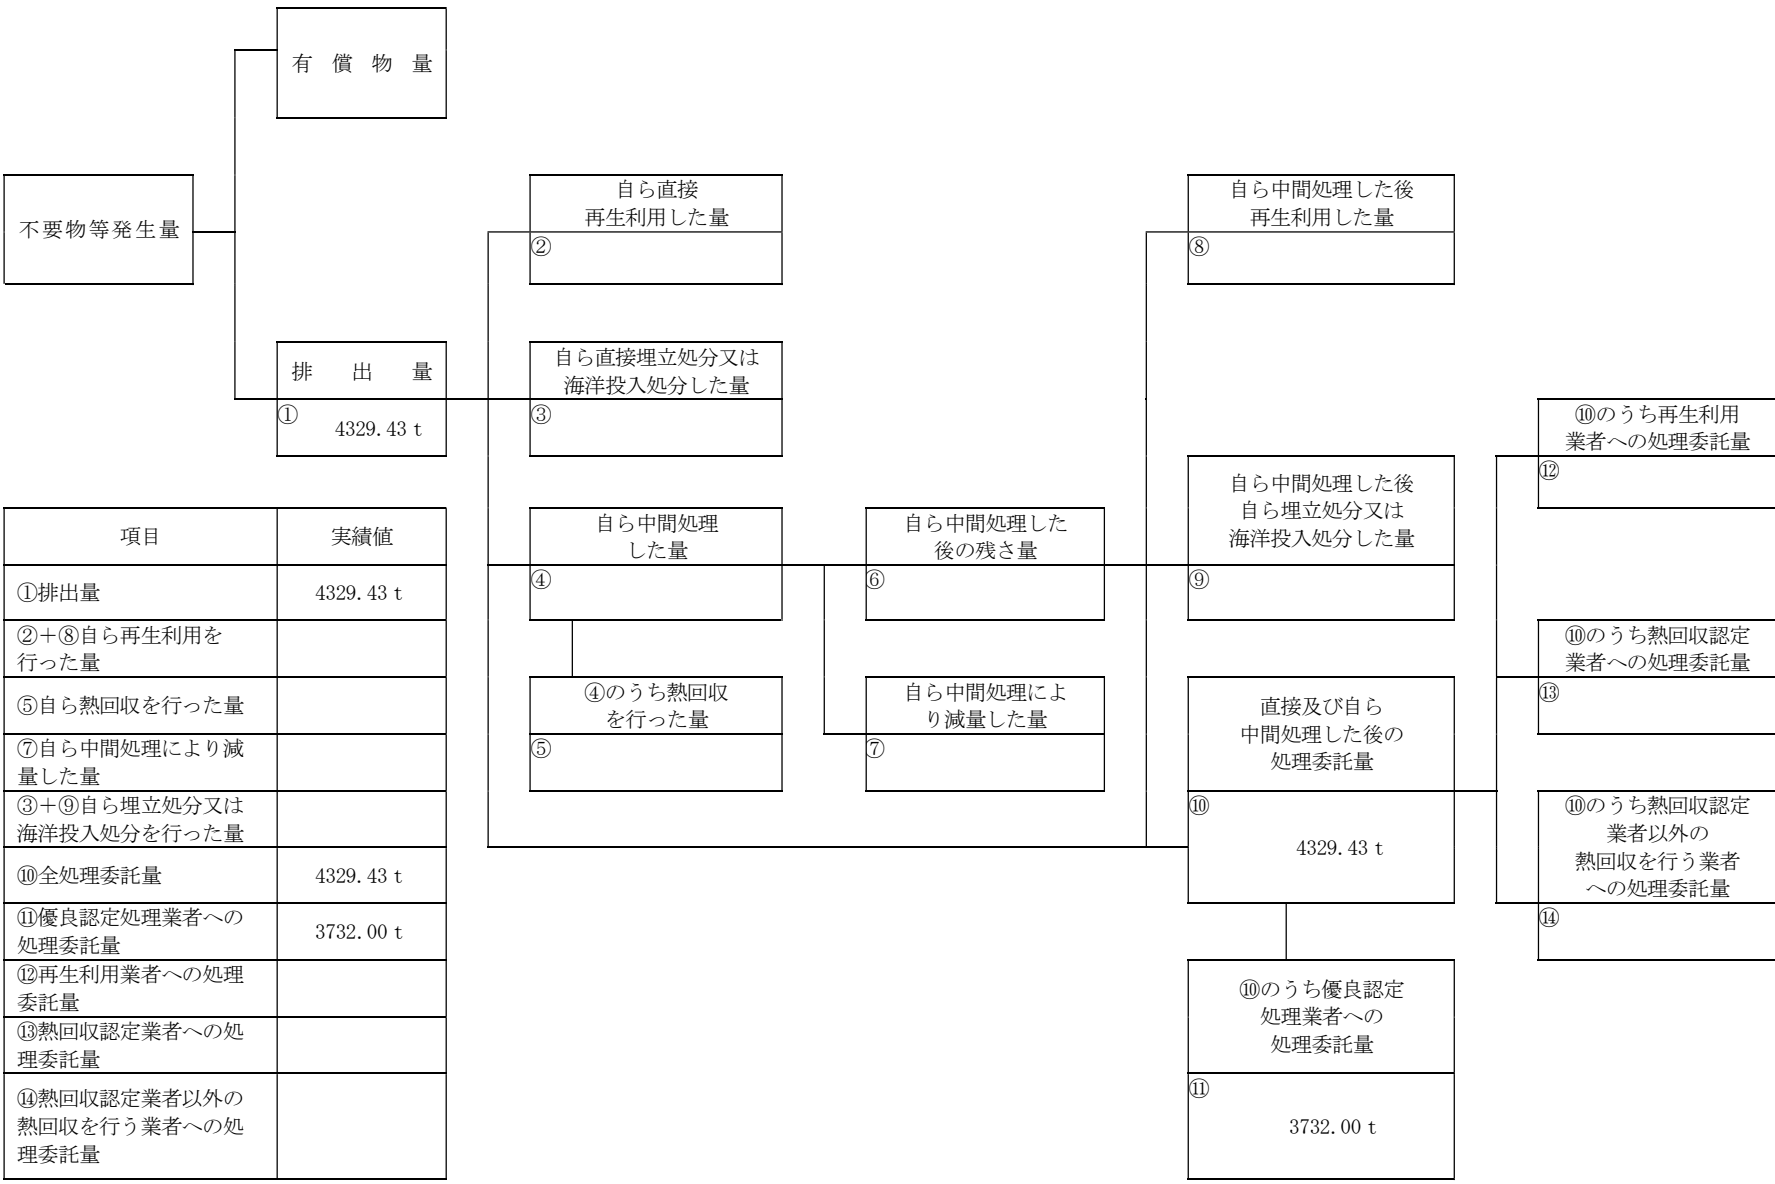 有償物量
不要物等発生量
排出量
①
4329.43 t
自ら直接
再生利用した量
②
自ら直接埋立処分又は
海洋投入処分した量
③
自ら中間処理
した量
④
④のうち熱回収
を行った量
⑤
自ら中間処理した
後の残さ量
⑥
自ら中間処理によ
り減量した量
⑦
自ら中間処理した後
再生利用した量
⑧
自ら中間処理した後
自ら埋立処分又は
海洋投入処分した量
⑨
直接及び自ら
中間処理した後の
処理委託量
⑩
4329.43 t
⑩のうち優良認定
処理業者への
処理委託量
⑪
3732.00 t
⑩のうち再生利用
業者への処理委託量
⑫
⑩のうち熱回収認定
業者への処理委託量
⑬
⑩のうち熱回収認定
業者以外の
熱回収を行う業者
への処理委託量
⑭
項目 実績値
①排出量 4329.43 t
②+⑧自ら再生利用を
行った量
⑤自ら熱回収を行った量
⑦自ら中間処理により減
量した量
③+⑨自ら埋立処分又は
海洋投入処分を行った量
⑩全処理委託量 4329.43 t
⑪優良認定処理業者への
処理委託量 3732.00 t
⑫再生利用業者への処理
委託量
⑬熱回収認定業者への処
理委託量
⑭熱回収認定業者以外の
熱回収を行う業者への処
理委託量